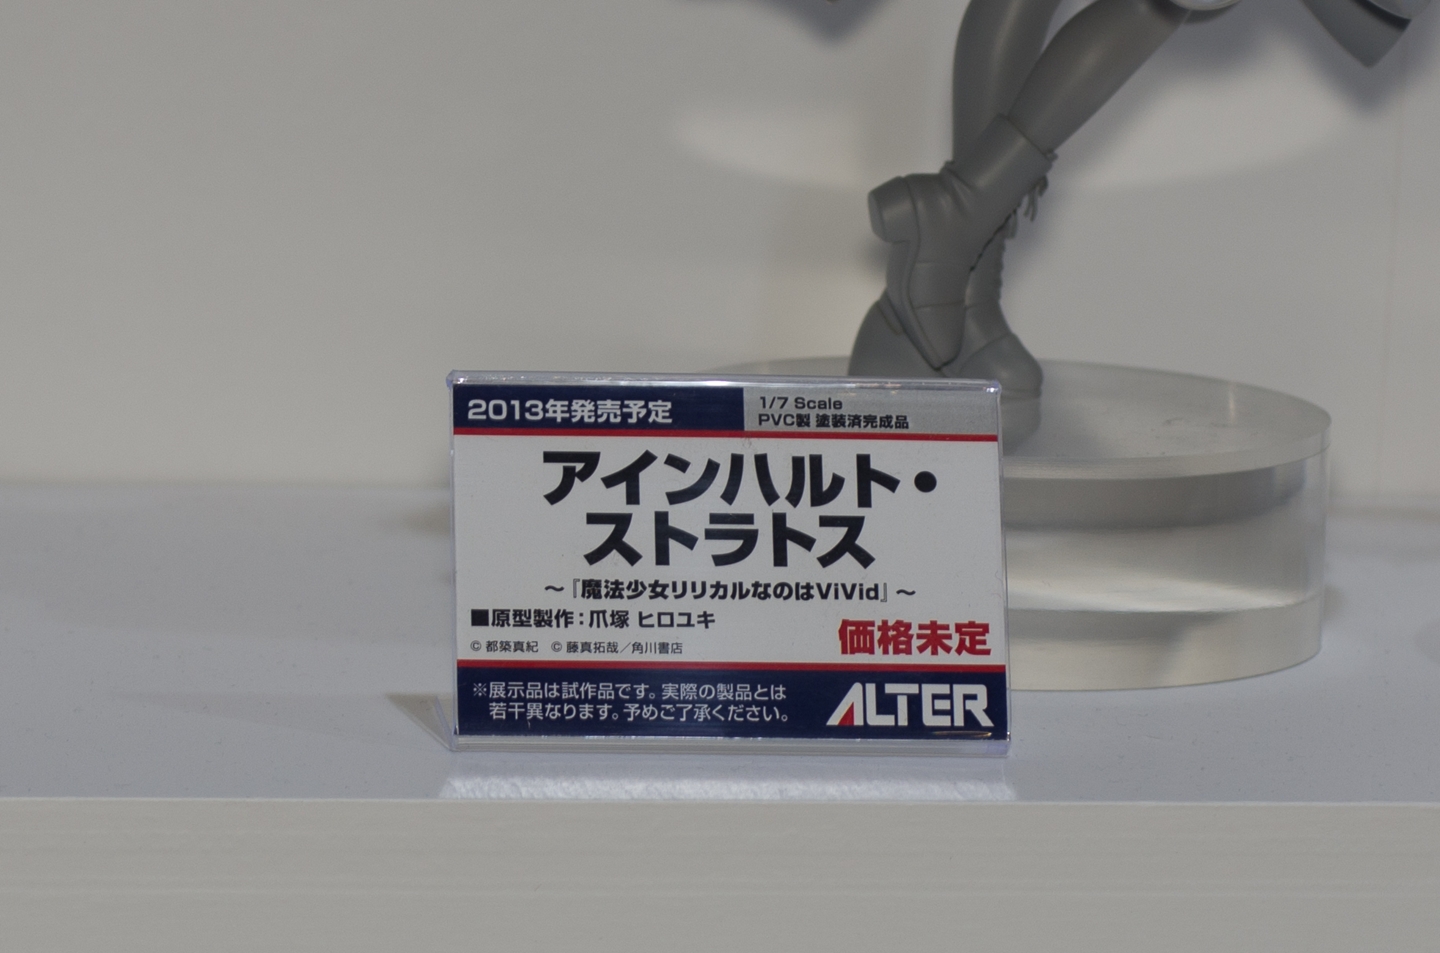 2013年発売予定
1/7 Scale
PVC製 塗装済完成品
アインハルト・
ストラトス
～『魔法少女リリカルなのはViVid』～
■原型製作：爪塚 ヒロユキ
価格未定
© 都築真紀　© 藤真拓哉／角川書店
※展示品は試作品です。実際の製品とは
若干異なります。予めご了承ください。
ALTER